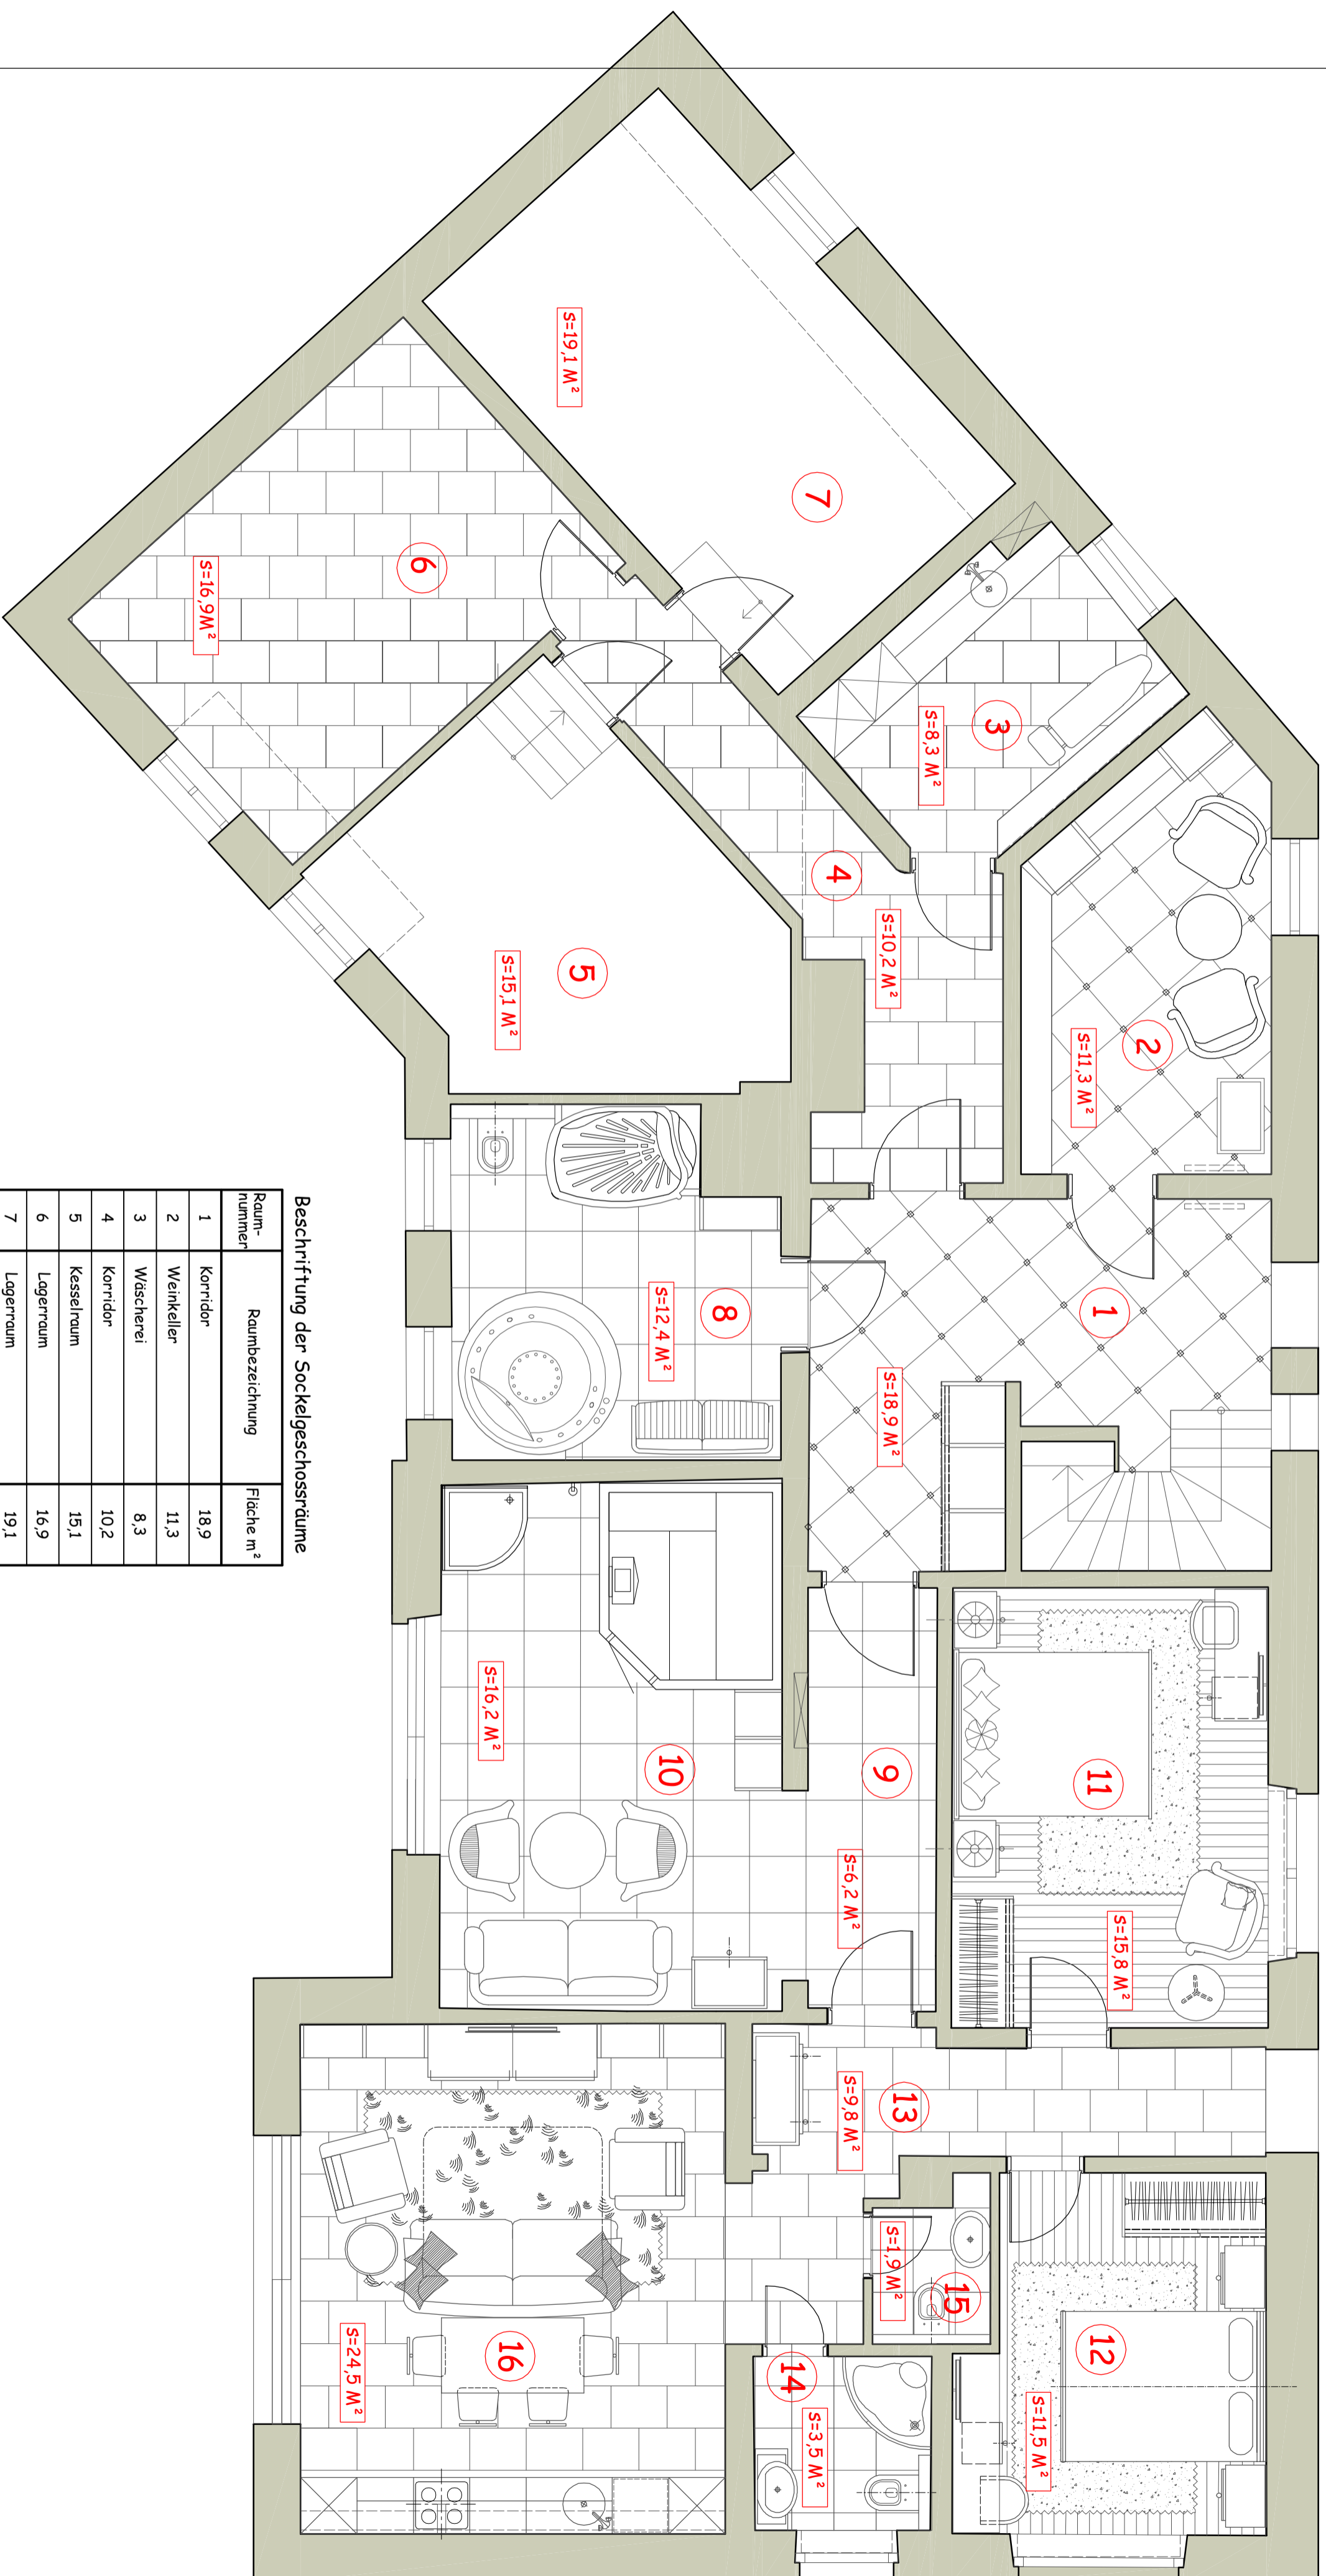 7
S=19,1 M²
3
S=8,3 M²
6
S=16,9M²
2
S=11,3 M²
4
S=10,2 M²
5
S=15,1 M²
1
S=18,9 M²
8
S=12,4 M²
11
S=15,8 M²
9
S=6,2 M²
10
S=16,2 M²
13
S=9,8 M²
12
S=11,5 M²
15
S=1,9 M²
14
S=3,5 M²
16
S=24,5 M²
Beschriftung der Sockelgeschossräume
Raum-
nummer Raumbezeichnung Fläche m²
1 Korridor 18,9
2 Weinkeller 11,3
3 Wäscherei 8,3
4 Korridor 10,2
5 Kesselraum 15,1
6 Lagerraum 16,9
7 Lagerraum 19,1